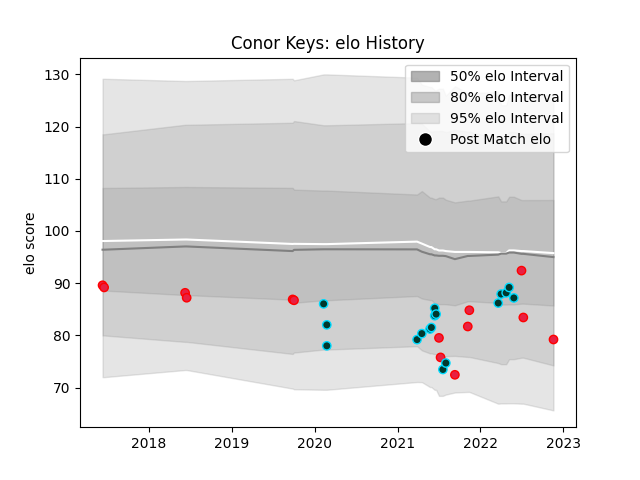 Conor Keys: elo History
elo score
130
120
110
100
90
80
70
50% elo Interval
80% elo Interval
95% elo Interval
Post Match elo
2018
2019
2020
2021
2022
2023